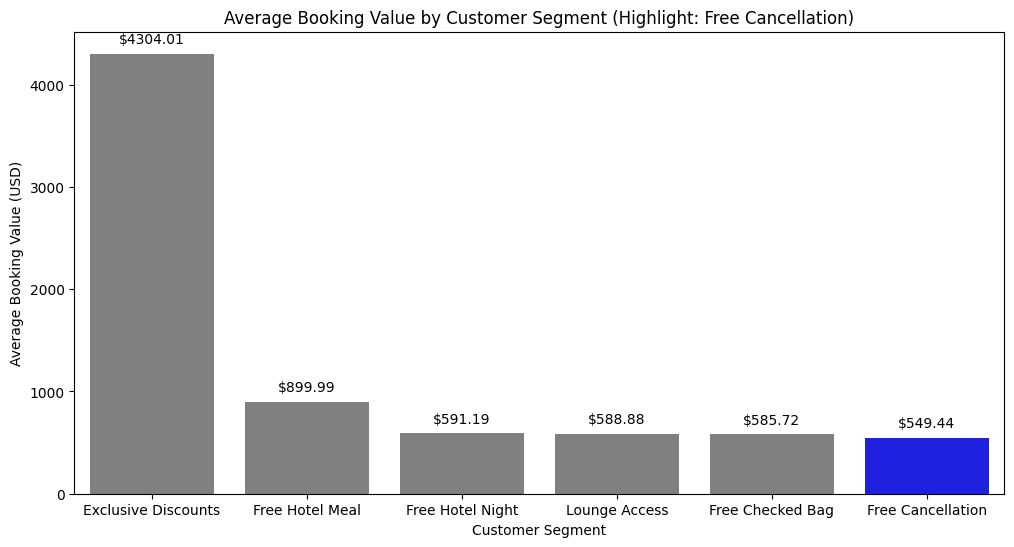 Average Booking Value by Customer Segment (Highlight: Free Cancellation)
$4304.01
$899.99
$591.19
$588.88
$585.72
$549.44
Average Booking Value (USD)
4000
3000
2000
1000
0
Exclusive Discounts
Free Hotel Meal
Free Hotel Night
Lounge Access
Free Checked Bag
Free Cancellation
Customer Segment